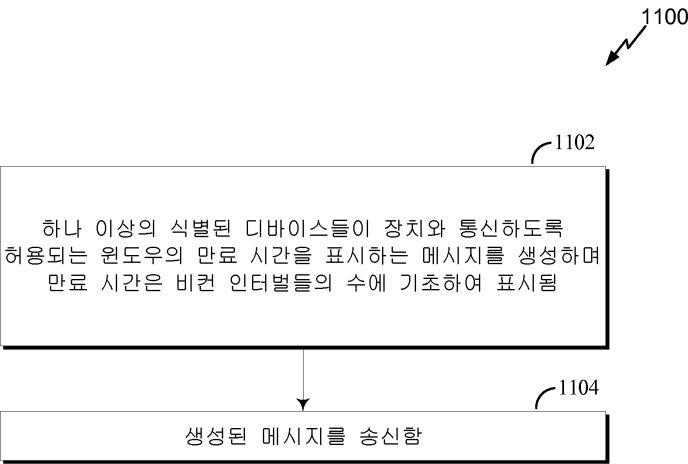 1100
1102
하나 이상의 식별된 디바이스들이 장치와 통신하도록
허용되는 윈도우의 만료 시간을 표시하는 메시지를 생성하며
만료 시간은 비컨 인터벌들의 수에 기초하여 표시됨
1104
생성된 메시지를 송신함